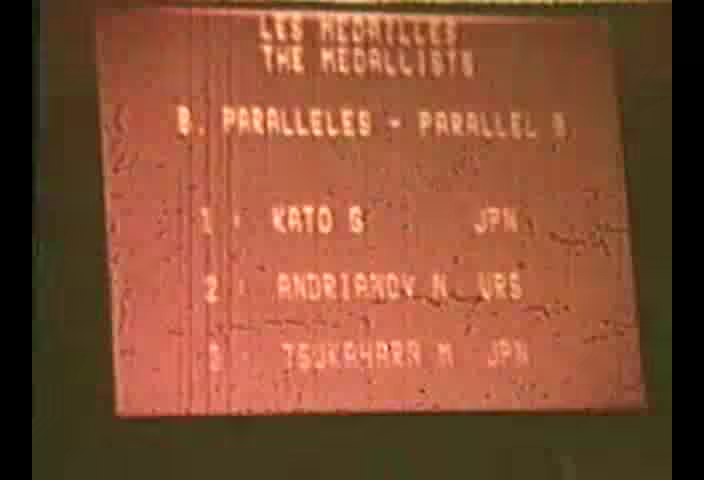 LES MEDAILLES
THE MEDALLISTS
B. PARALLELES - PARALLEL B
1 : KATO S JPN
2 : ANDRIANOV N URS
3 : TSUKAHARA M JPN